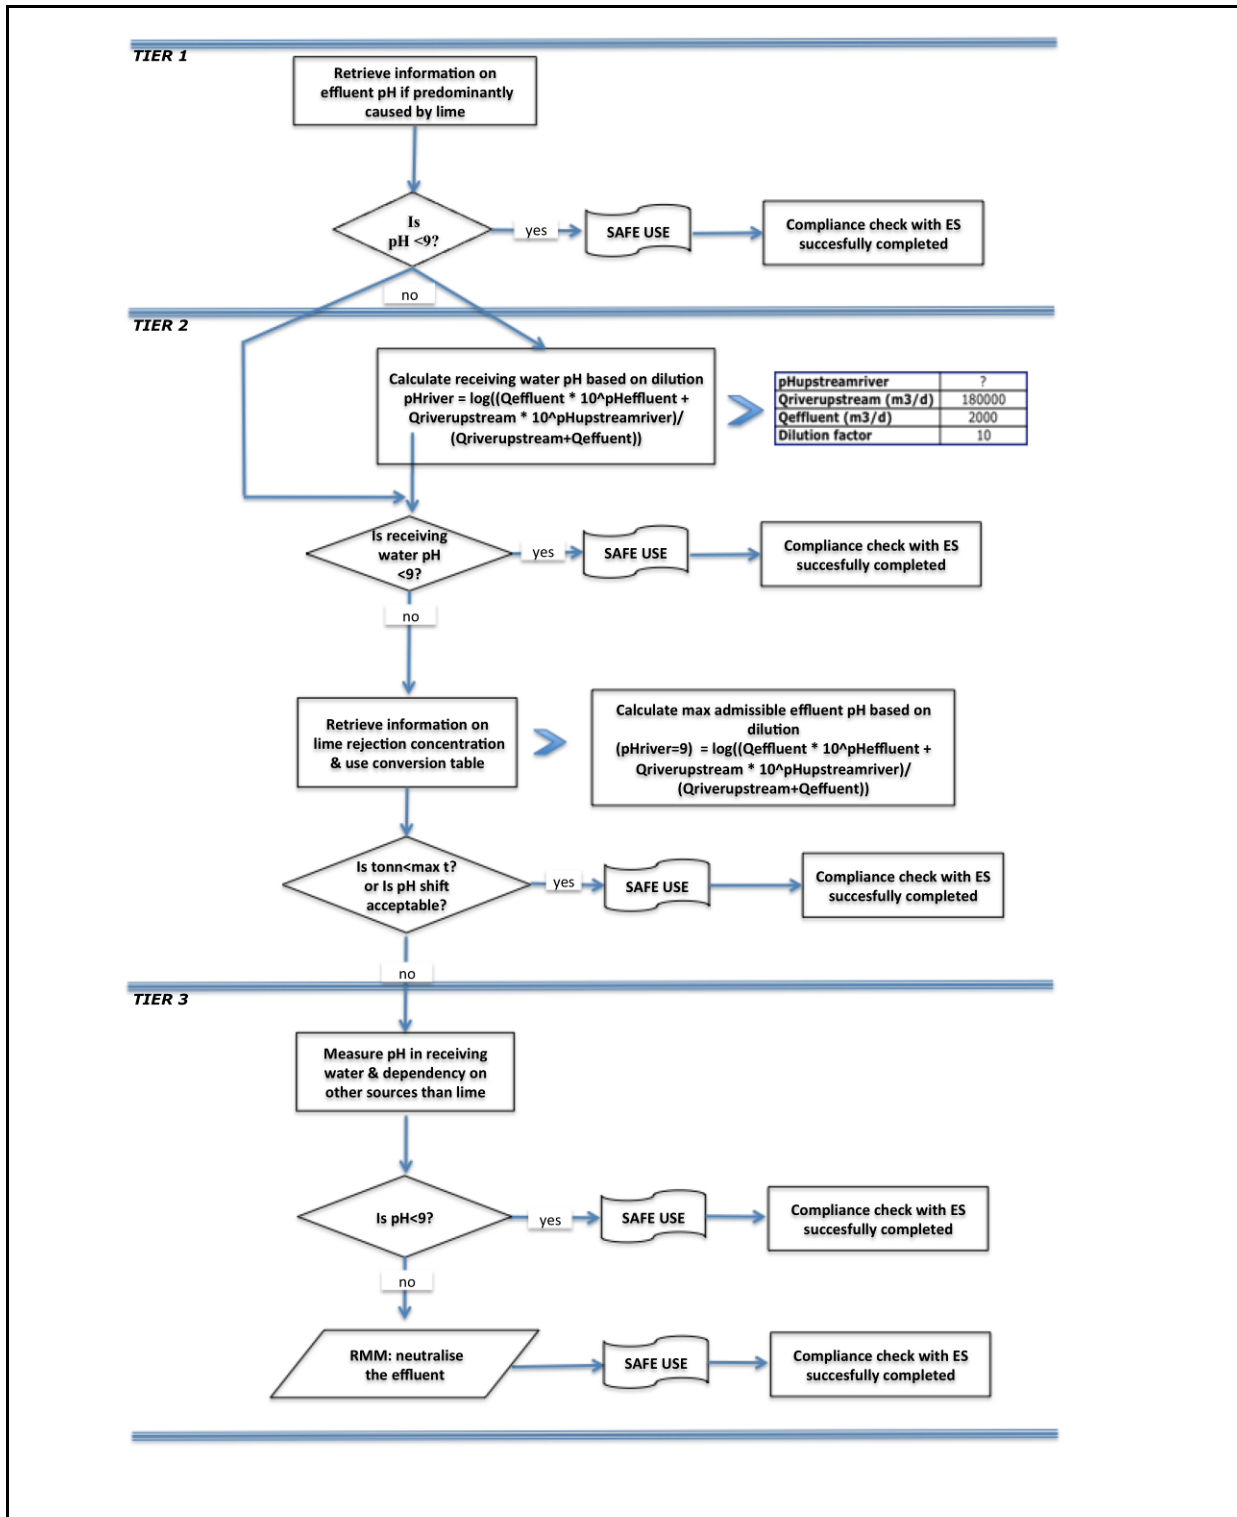 TIER 1
Retrieve information on
effluent pH if predominantly
caused by lime
Is
pH <9?
yes
SAFE USE
Compliance check with ES
succesfully completed
no
TIER 2
Calculate receiving water pH based on dilution
pHriver = log((Qeffluent * 10^pHeffluent +
Qriverupstream * 10^pHupstreamriver)/
(Qriverupstream+Qeffuent))
pHupstreamriver ?
Qriverupstream (m3/d) 180000
Qeffluent (m3/d) 2000
Dilution factor 10
Is receiving
water pH
<9?
yes
SAFE USE
Compliance check with ES
succesfully completed
no
Retrieve information on
lime rejection concentration
& use conversion table
Calculate max admissible effluent pH based on
dilution
(pHriver=9) = log((Qeffluent * 10^pHeffluent +
Qriverupstream * 10^pHupstreamriver)/
(Qriverupstream+Qeffuent))
Is tonn<max t?
or Is pH shift
acceptable?
yes
SAFE USE
Compliance check with ES
succesfully completed
no
TIER 3
Measure pH in receiving
water & dependency on
other sources than lime
Is pH<9?
yes
SAFE USE
Compliance check with ES
succesfully completed
no
RMM: neutralise
the effluent
SAFE USE
Compliance check with ES
succesfully completed